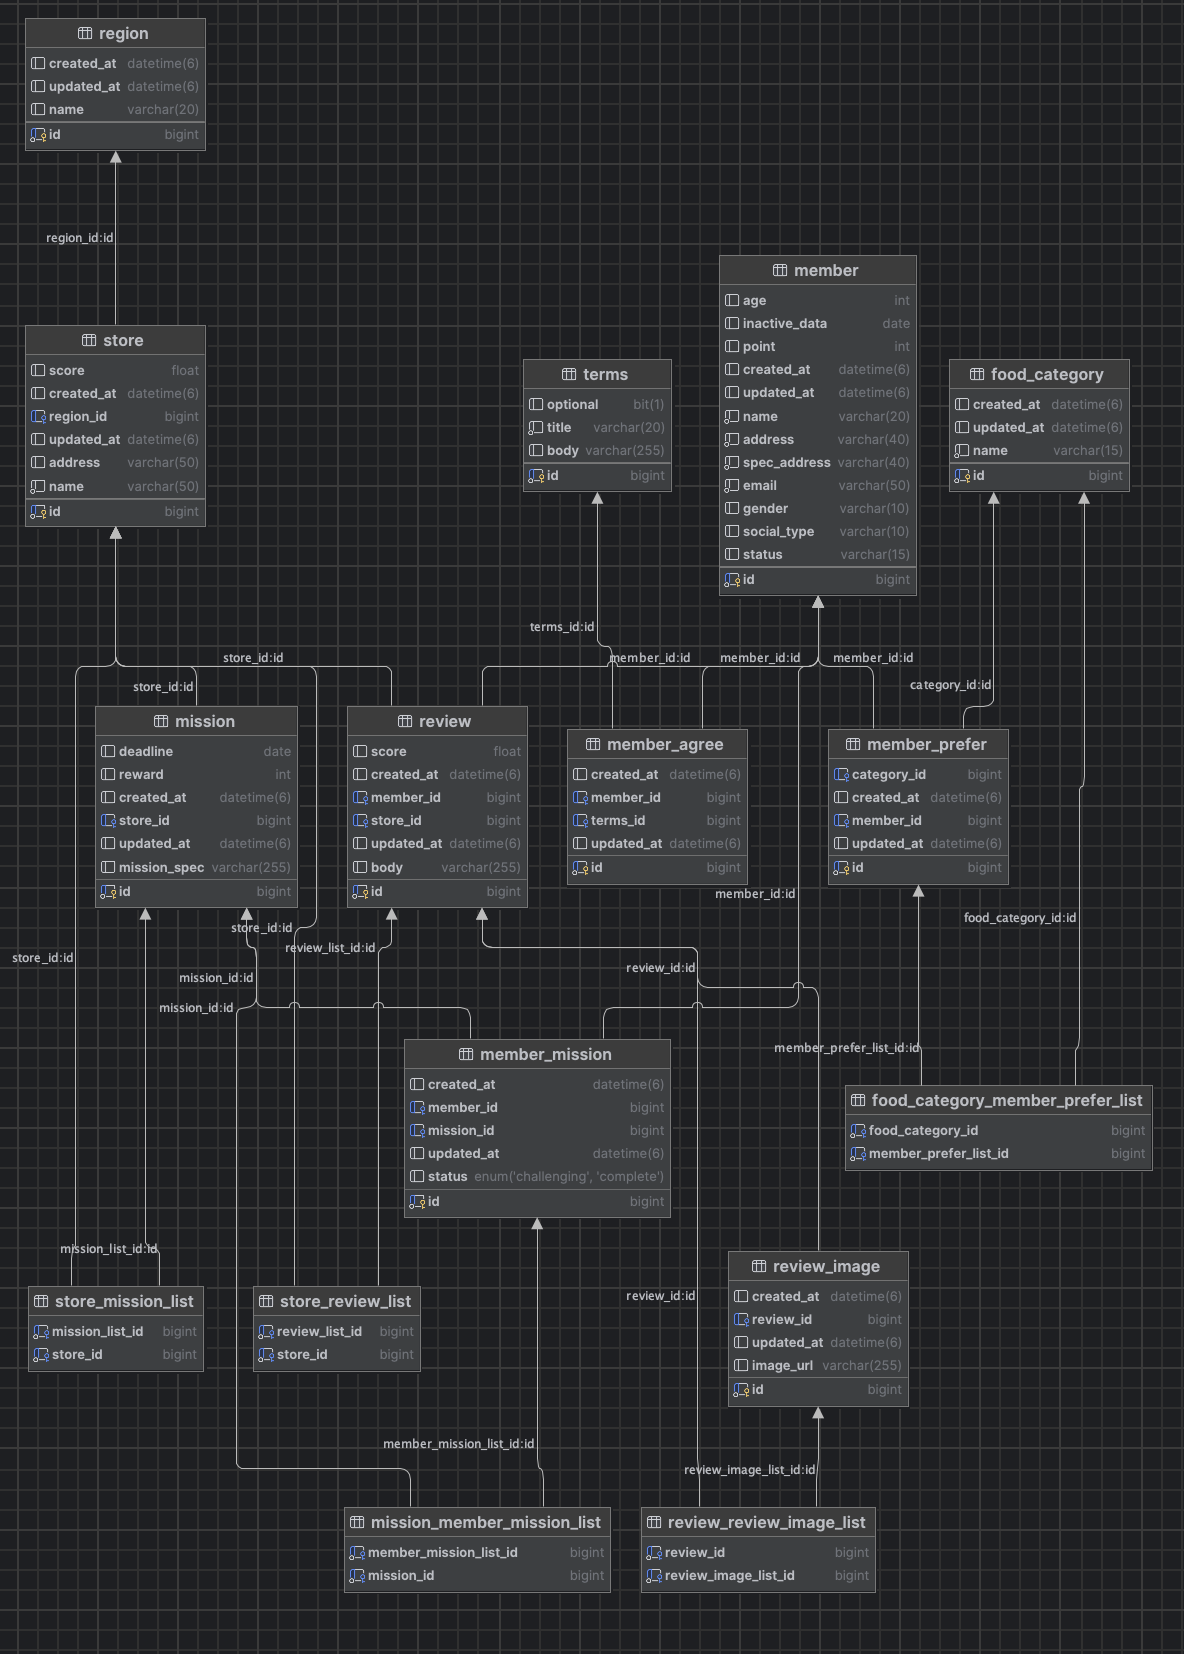 region
created_at datetime(6)
updated_at datetime(6)
name varchar(20)
id bigint
region_id:id
store
score float
created_at datetime(6)
region_id bigint
updated_at datetime(6)
address varchar(50)
name varchar(50)
id bigint
terms
optional bit(1)
title varchar(20)
body varchar(255)
id bigint
member
age int
inactive_data date
point int
created_at datetime(6)
updated_at datetime(6)
name varchar(20)
address varchar(40)
spec_address varchar(40)
email varchar(50)
gender varchar(10)
social_type varchar(10)
status varchar(15)
id bigint
food_category
created_at datetime(6)
updated_at datetime(6)
name varchar(15)
id bigint
terms_id:id
store_id:id
member_id:id
member_id:id
member_id:id
store_id:id
category_id:id
mission
deadline date
reward int
created_at datetime(6)
store_id bigint
updated_at datetime(6)
mission_spec varchar(255)
id bigint
review
score float
created_at datetime(6)
member_id bigint
store_id bigint
updated_at datetime(6)
body varchar(255)
id bigint
member_agree
created_at datetime(6)
member_id bigint
terms_id bigint
updated_at datetime(6)
id bigint
member_prefer
category_id bigint
created_at datetime(6)
member_id bigint
updated_at datetime(6)
id bigint
member_id:id
food_category_id:id
store_id:id
review_list_id:id
store_id:id
review_id:id
mission_id:id
mission_id:id
member_prefer_list_id:id
member_mission
created_at datetime(6)
member_id bigint
mission_id bigint
updated_at datetime(6)
status enum('challenging', 'complete')
id bigint
food_category_member_prefer_list
food_category_id bigint
member_prefer_list_id bigint
mission_list_id:id
review_id:id
store_mission_list
mission_list_id bigint
store_id bigint
store_review_list
review_list_id bigint
store_id bigint
review_image
created_at datetime(6)
review_id bigint
updated_at datetime(6)
image_url varchar(255)
id bigint
member_mission_list_id:id
review_image_list_id:id
mission_member_mission_list
member_mission_list_id bigint
mission_id bigint
review_review_image_list
review_id bigint
review_image_list_id bigint